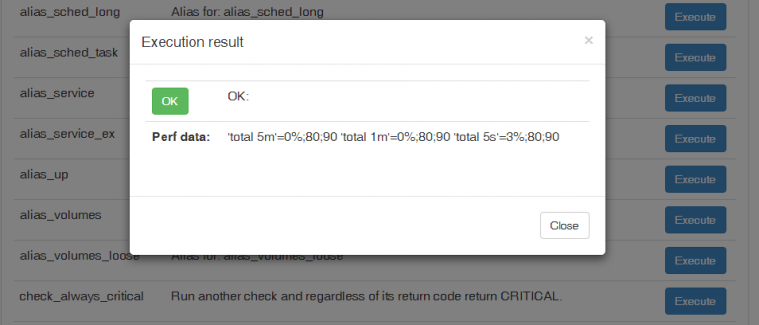 alias_sched_long Alias for: alias_sched_long Execute
Execution result ×
alias_sched_task Execute
OK OK:
alias_service Execute
Perf data: 'total 5m'=0%;80;90 'total 1m'=0%;80;90 'total 5s'=3%;80;90
alias_service_ex Execute
alias_up Execute
alias_volumes Execute
Close
alias_volumes_loose Alias for: alias_volumes_loose Execute
check_always_critical Run another check and regardless of its return code return CRITICAL. Execute